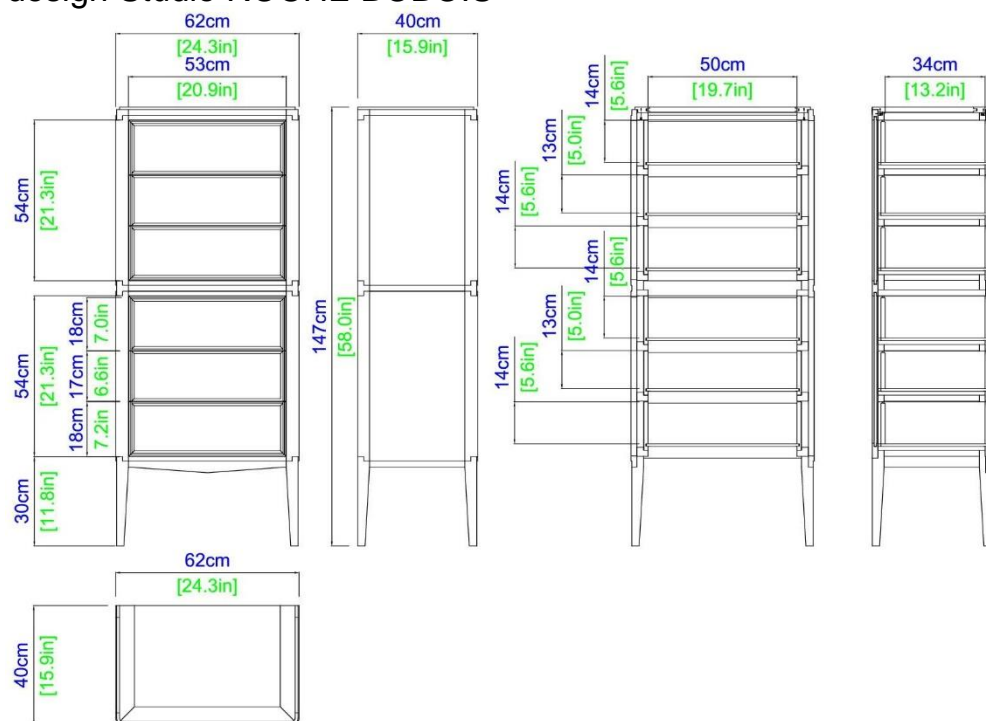 62cm
[24.3in]
53cm
[20.9in]
40cm
[15.9in]
50cm
[19.7in]
34cm
[13.2in]
14cm
[5.6in]
13cm
[5.0in]
14cm
[5.6in]
14cm
[5.6in]
13cm
[5.0in]
14cm
[5.6in]
54cm
[21.3in]
54cm
[21.3in]
18cm
7.0in
17cm
6.6in
18cm
7.2in
30cm
[11.8in]
147cm
[58.0in]
62cm
[24.3in]
40cm
[15.9in]